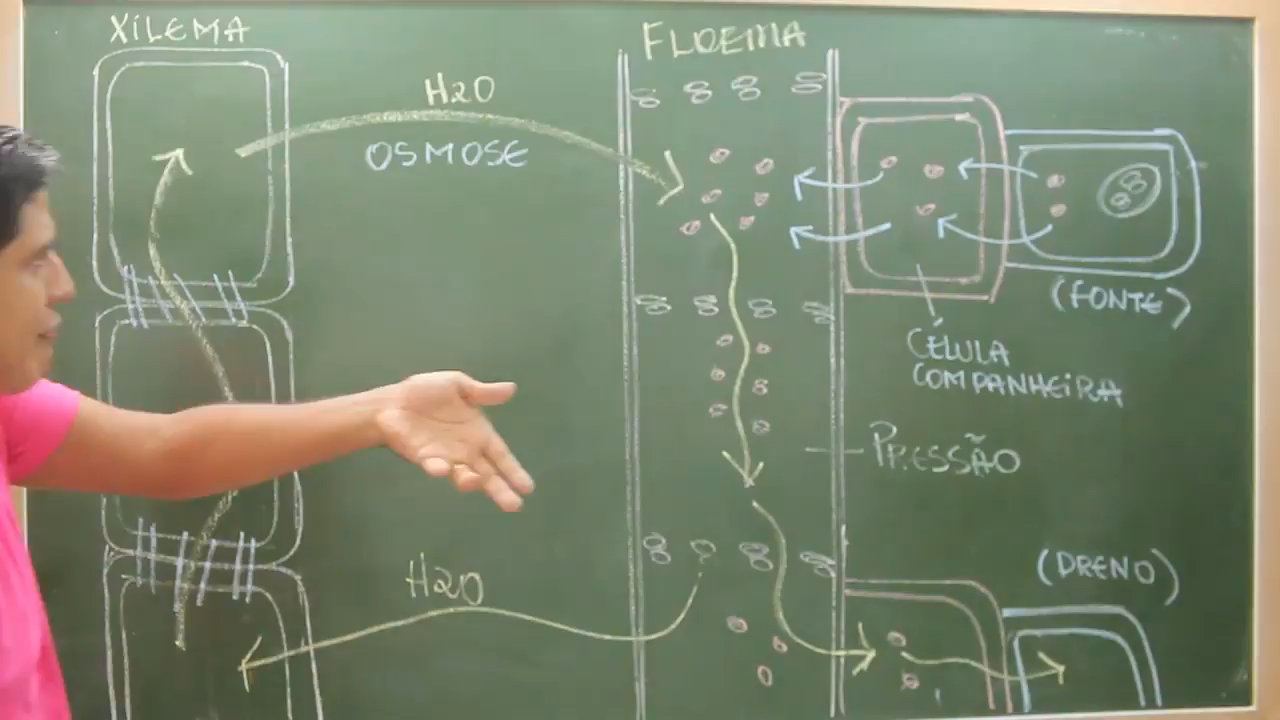 XILEMA
FLOEMA
H2O
OSMOSE
(FONTE)
CÉLULA
COMPANHEIRA
PRESSÃO
(DRENO)
H2O